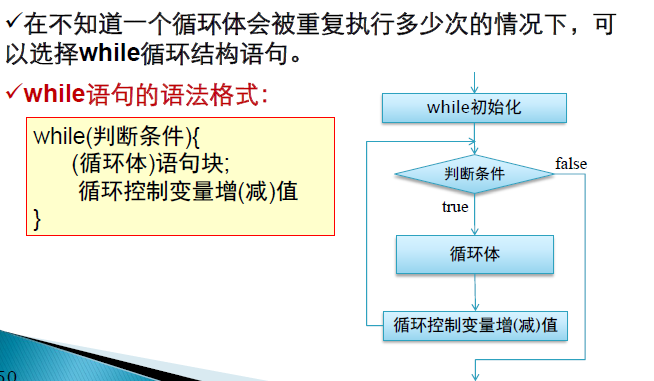 ✓在不知道一个循环体会被重复执行多少次的情况下，可
以选择while循环结构语句。
✓while语句的语法格式：
while(判断条件){
(循环体)语句块;
循环控制变量增(减)值
}
while初始化
判断条件
false
true
循环体
循环控制变量增(减)值